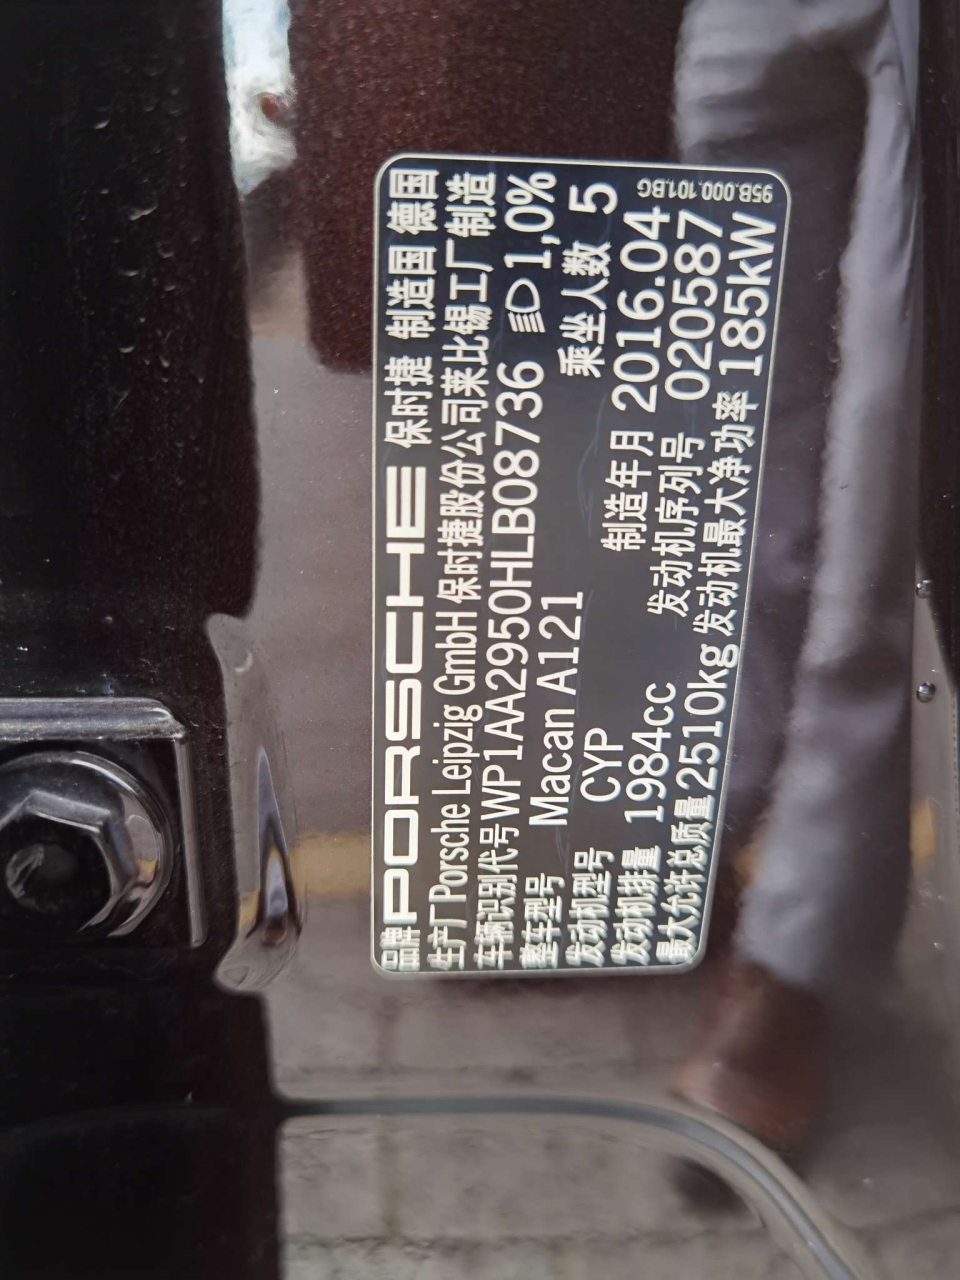 品牌 PORSCHE 保时捷 制造国 德国
生产厂 Porsche Leipzig GmbH 保时捷股份公司莱比锡工厂制造
车辆识别代号 WP1AA2950HLB08736 1,0%
整车型号 Macan A1121 乘坐人数 5
发动机型号 CYP 制造年月 2016.04
发动机排量 1984cc 发动机序列号 020587
最大允许总质量 2510kg 发动机最大净功率 185kW
95B.000.101.BG